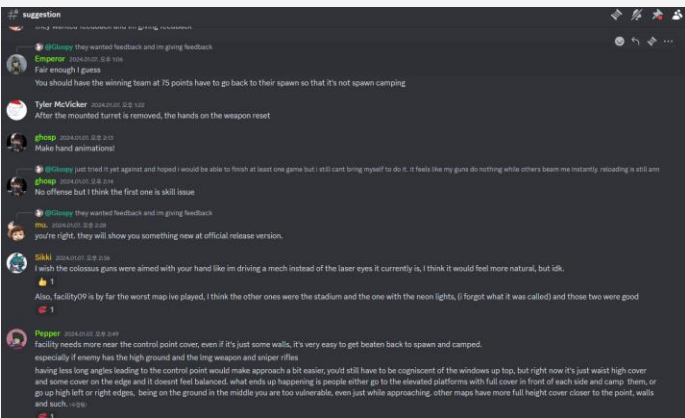 # suggestion
they wanted feedback and im giving feedback
@Gloopy they wanted feedback and im giving feedback
Emperor 2024.01.07. 오후 1:06
Fair enough I guess
You should have the winning team at 75 points have to go back to their spawn so that it's not spawn camping
Tyler McVicker 2024.01.07. 오후 1:22
After the mounted turret is removed, the hands on the weapon reset
ghosp 2024.01.07. 오후 2:13
Make hand animations!
@Gloopy just tried it yet against and hoped i would be able to finish at least one game but i still cant bring myself to do it. it feels like my guns do nothing while others beam me instantly. reloading is still ann
ghosp 2024.01.07. 오후 2:14
No offense but I think the first one is skill issue
@Gloopy they wanted feedback and im giving feedback
mu. 2024.01.07. 오후 2:28
you're right. they will show you something new at official release version.
Sikki 2024.01.07. 오후 2:36
I wish the colossus guns were aimed with your hand like im driving a mech instead of the laser eyes it currently is, I think it would feel more natural, but idk.
1
Also, facility09 is by far the worst map ive played, I think the other ones were the stadium and the one with the neon lights, (i forgot what it was called) and those two were good
1
Pepper 2024.01.07. 오후 2:49
facility needs more near the control point cover, even if it's just some walls, it's very easy to get beaten back to spawn and camped.
especially if enemy has the high ground and the lmg weapon and sniper rifles
having less long angles leading to the control point would make approach a bit easier, you'd still have to be cogniscent of the windows up top, but right now it's just waist high cover
and some cover on the edge and it doesnt feel balanced. what ends up happening is people either go to the elevated platforms with full cover in front of each side and camp them, or
go up high left or right edges, being on the ground in the middle you are too vulnerable, even just while approaching. other maps have more full height cover closer to the point, walls
and such. (수정됨)
1